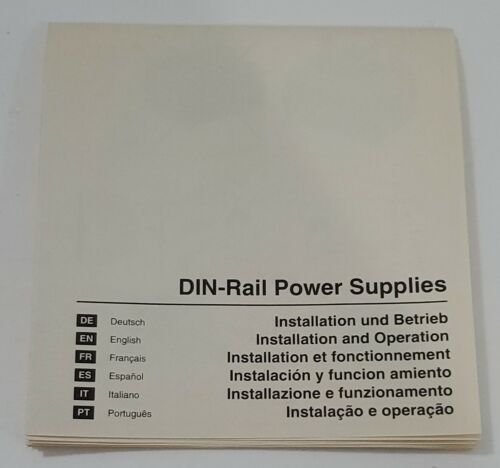 DIN-Rail Power Supplies
DE Deutsch Installation und Betrieb
EN English Installation and Operation
FR Français Installation et fonctionnement
ES Español Instalación y funcion amiento
IT Italiano Installazione e funzionamento
PT Português Instalação e operação